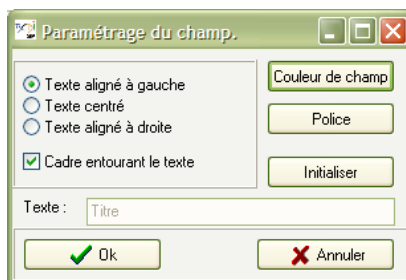 Paramétrage du champ.
Texte aligné à gauche
Texte centré
Texte aligné à droite
Cadre entourant le texte
Couleur de champ
Police
Initialiser
Texte : Titre
Ok
Annuler